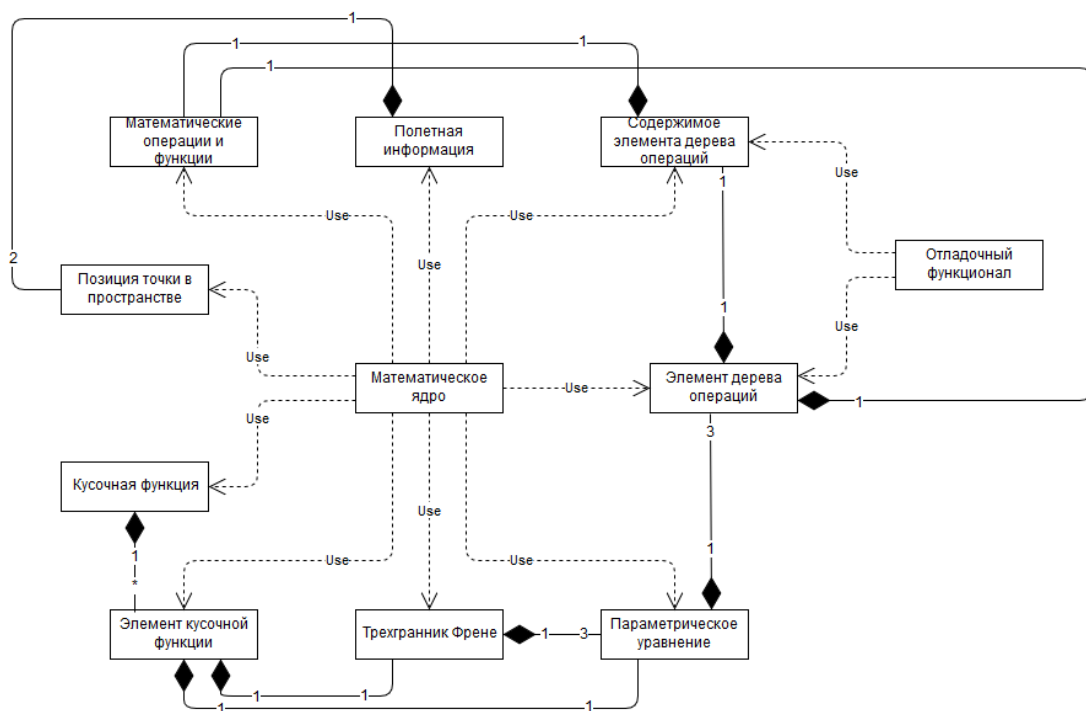 1
1
1
1
1
Математические
операции и
функции
Полетная
информация
Содержимое
элемента дерева
операций
Use
1
Use
Use
2
Позиция точки в
пространстве
Use
Отладочный
функционал
1
Use
Use
Математическое
ядро
Use
Элемент дерева
операций
1
Use
3
Кусочная функция
Use
1
1
Use
Use
*
Элемент кусочной
функции
Трехгранник Френе
1
3
Параметрическое
уравнение
1
1
1
1